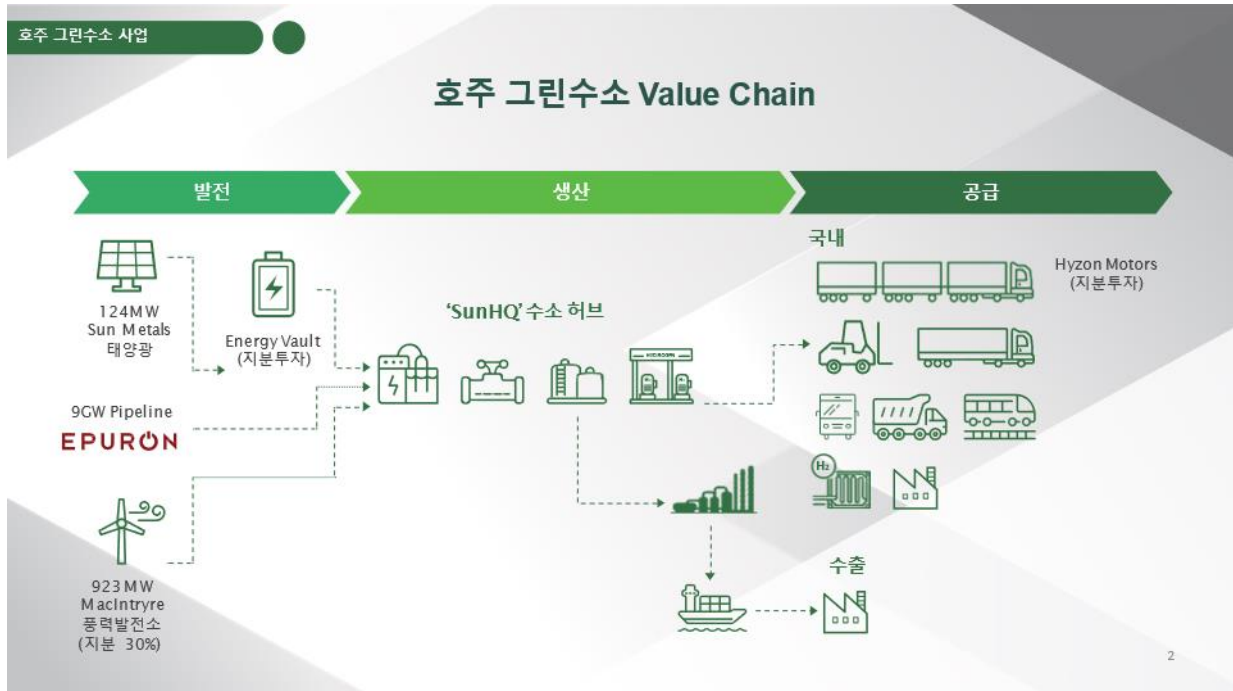 호주 그린수소 사업
호주 그린수소 Value Chain
발전
생산
공급
124MW
Sun Metals
태양광
Energy Vault
(지분투자)
9GW Pipeline
EPURON
923MW
MacIntryre
풍력발전소
(지분 30%)
'SunHQ' 수소 허브
HYDROGEN
국내
Hyzon Motors
(지분투자)
H₂
수출
2